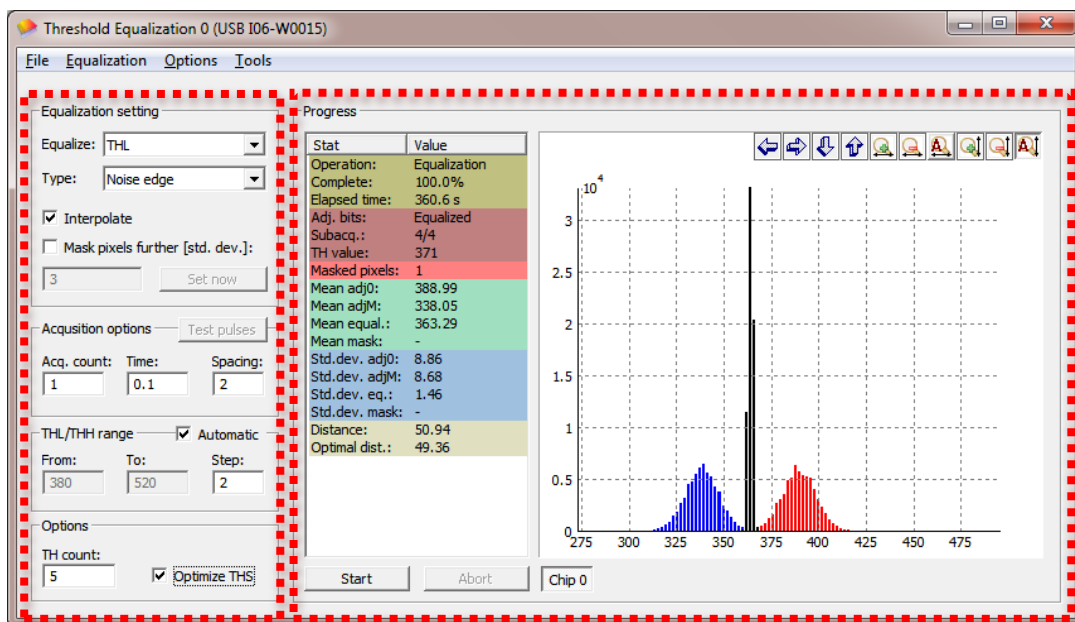 Threshold Equalization 0 (USB I06-W0015)
File Equalization Options Tools
Equalization setting
Equalize: THL
Type: Noise edge
Interpolate
Mask pixels further [std. dev.]:
3 Set now
Acqusition options Test pulses
Acq. count: Time: Spacing:
1 0.1 2
THL/THH range Automatic
From: To: Step:
380 520 2
Options
TH count:
5 Optimize THS
Progress
Stat Value
Operation: Equalization
Complete: 100.0%
Elapsed time: 360.6 s
Adj. bits: Equalized
Subacq.: 4/4
TH value: 371
Masked pixels: 1
Mean adj0: 388.99
Mean adjM: 338.05
Mean equal.: 363.29
Mean mask: -
Std.dev. adj0: 8.86
Std.dev. adjM: 8.68
Std.dev. eq.: 1.46
Std.dev. mask: -
Distance: 50.94
Optimal dist.: 49.36
A A
·10⁴
3
2.5
2
1.5
1
0.5
0
275 300 325 350 375 400 425 450 475
Start Abort Chip 0